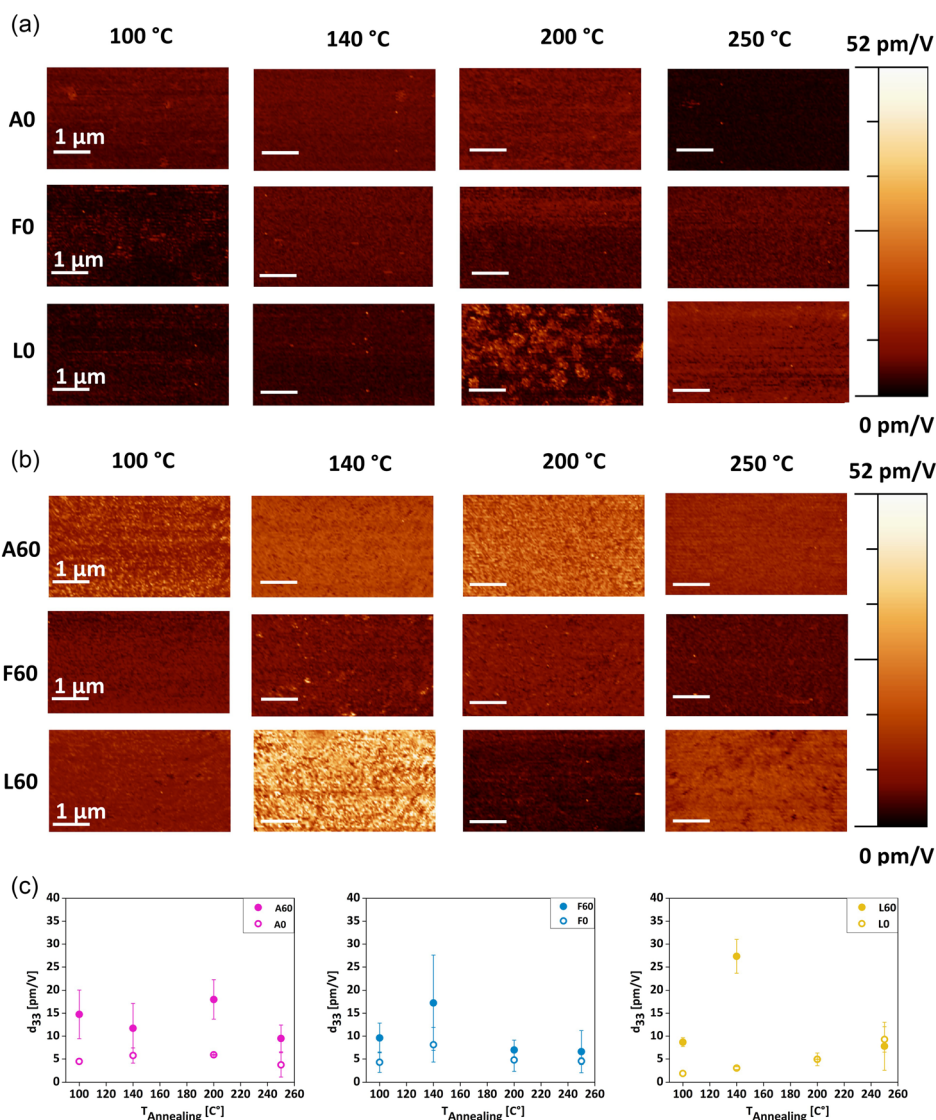 (a)
100 °C 140 °C 200 °C 250 °C 52 pm/V
A0
1 µm
F0
1 µm
L0
1 µm
0 pm/V
(b)
100 °C 140 °C 200 °C 250 °C 52 pm/V
A60
1 µm
F60
1 µm
L60
1 µm
0 pm/V
(c)
40 35 30 25 20 15 10 5 0
d33 [pm/V]
A60
A0
100 120 140 160 180 200 220 240 260
TAnnealing [C°]
40 35 30 25 20 15 10 5 0
d33 [pm/V]
F60
F0
100 120 140 160 180 200 220 240 260
TAnnealing [C°]
40 35 30 25 20 15 10 5 0
d33 [pm/V]
L60
L0
100 120 140 160 180 200 220 240 260
TAnnealing [C°]